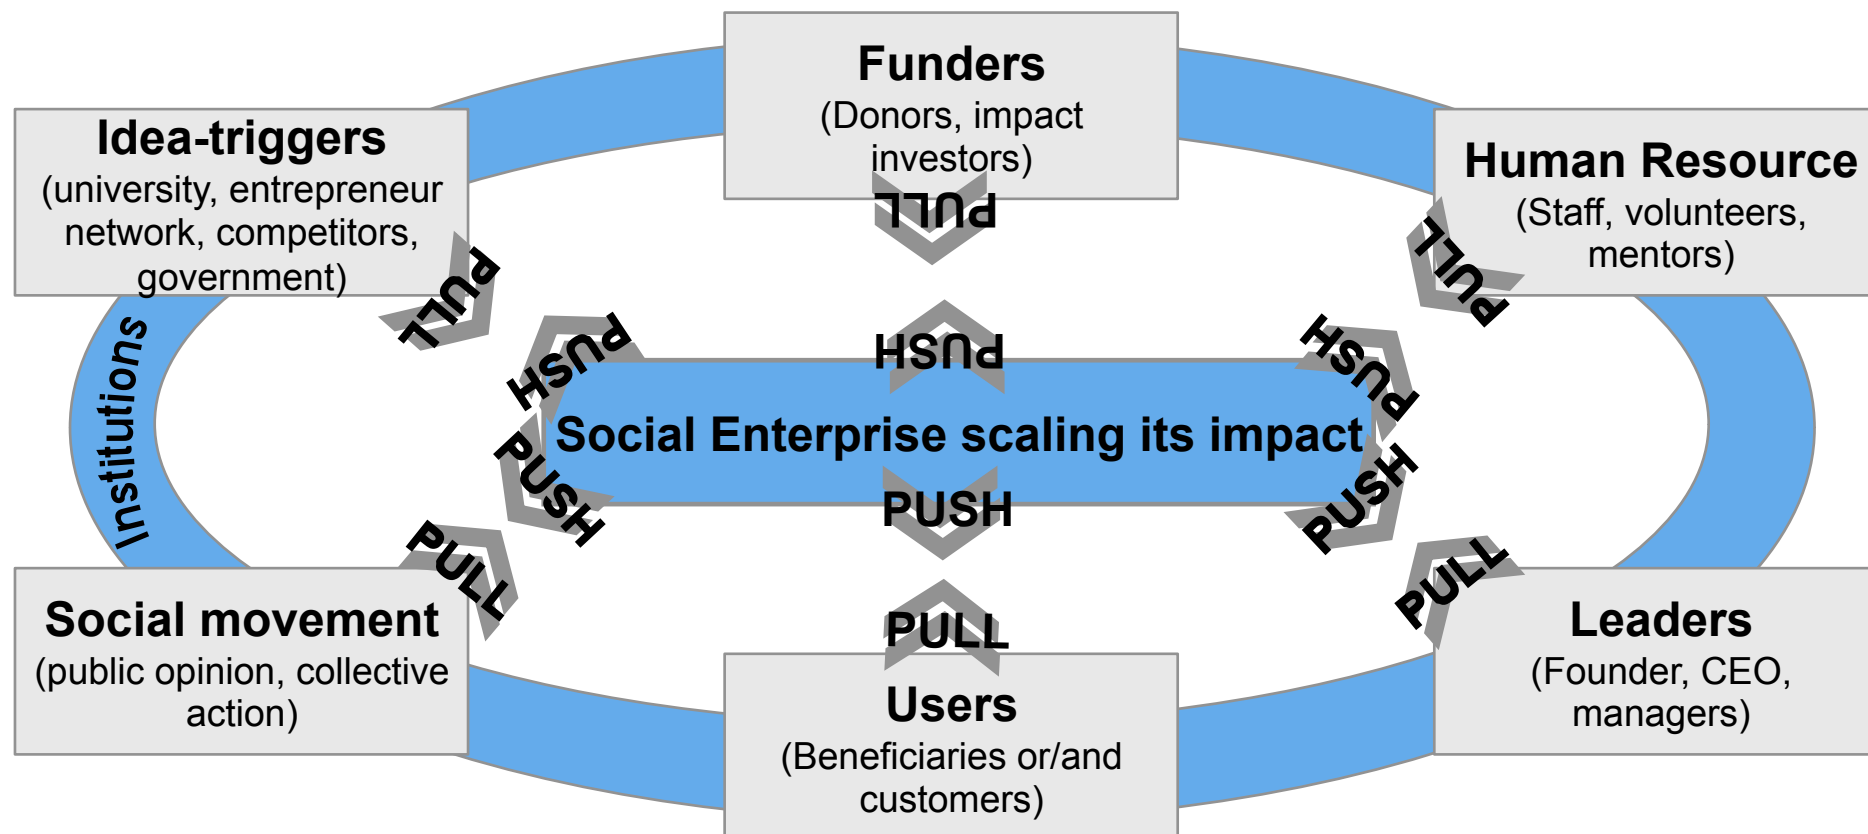 Funders
(Donors, impact
investors)
Idea-triggers
(university, entrepreneur
network, competitors,
government)
Human Resource
(Staff, volunteers,
mentors)
PULL
PULL
PULL
PUSH
PUSH
PUSH
Institutions
Social Enterprise scaling its impact
PUSH
PUSH
PUSH
PULL
PULL
PULL
Social movement
(public opinion, collective
action)
Users
(Beneficiaries or/and
customers)
Leaders
(Founder, CEO,
managers)